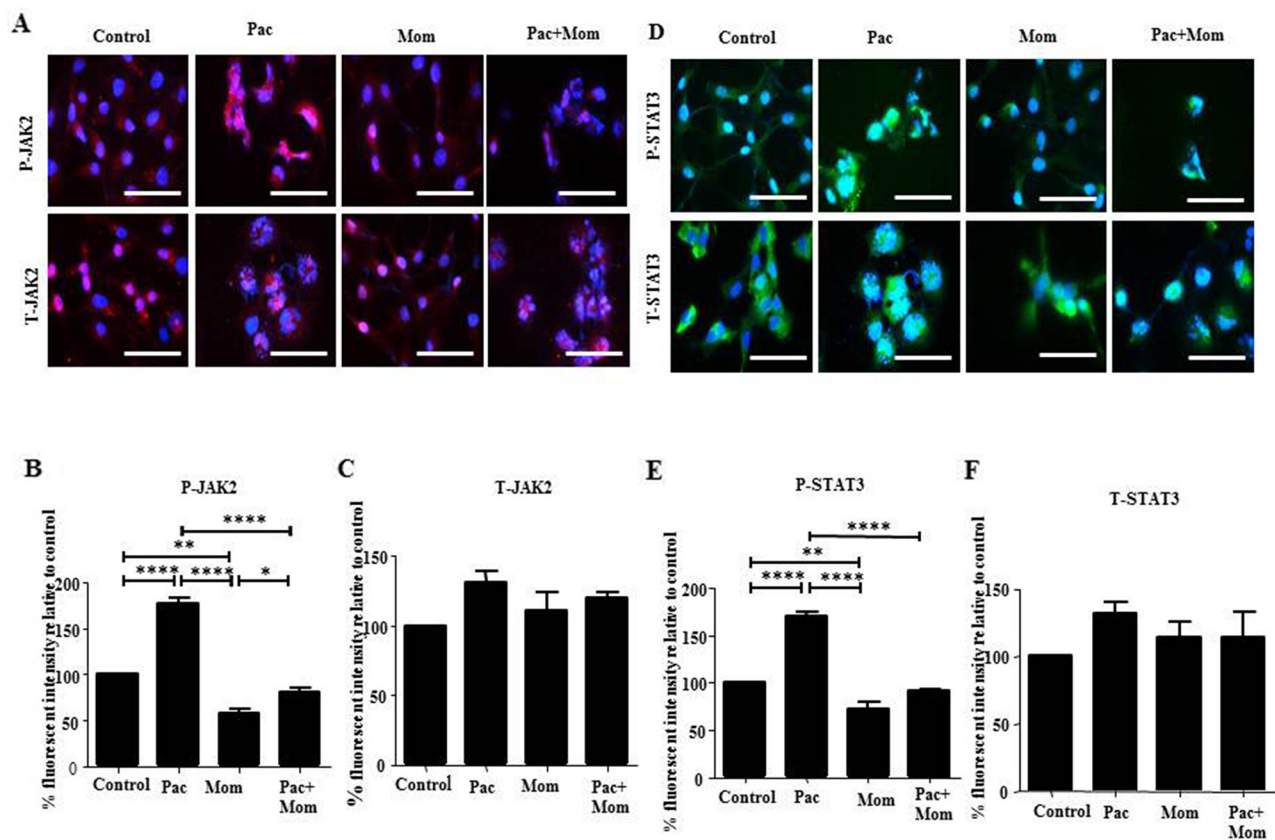 A
Control
Pac
Mom
Pac+Mom
P-JAK2
T-JAK2
D
Control
Pac
Mom
Pac+Mom
P-STAT3
T-STAT3
B
P-JAK2
% fluorescent intensity relative to control
200
150
100
50
0
****
**
****
****
*
Control
Pac
Mom
Pac+
Mom
C
T-JAK2
% fluorescent intensity relative to control
150
100
50
0
Control
Pac
Mom
Pac+
Mom
E
P-STAT3
% fluorescent intensity relative to control
200
150
100
50
0
****
**
****
****
Control
Pac
Mom
Pac+
Mom
F
T-STAT3
% fluorescent intensity relative to control
150
100
50
0
Control
Pac
Mom
Pac+
Mom